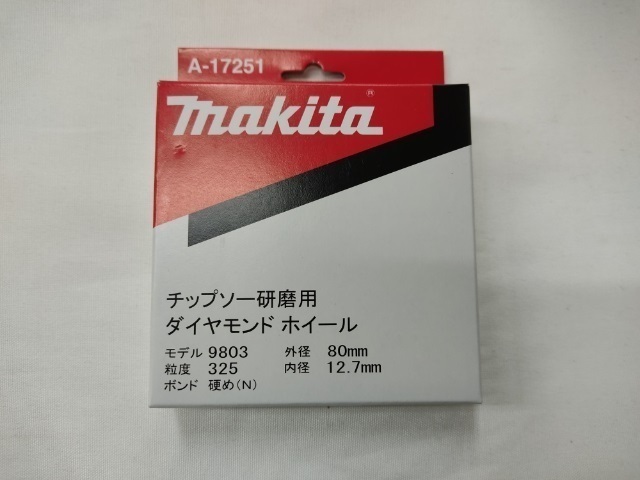 A-17251
makita®
チップソー研磨用
ダイヤモンド ホイール
モデル 9803 外径 80mm
粒度 325 内径 12.7mm
ボンド 硬め(N)